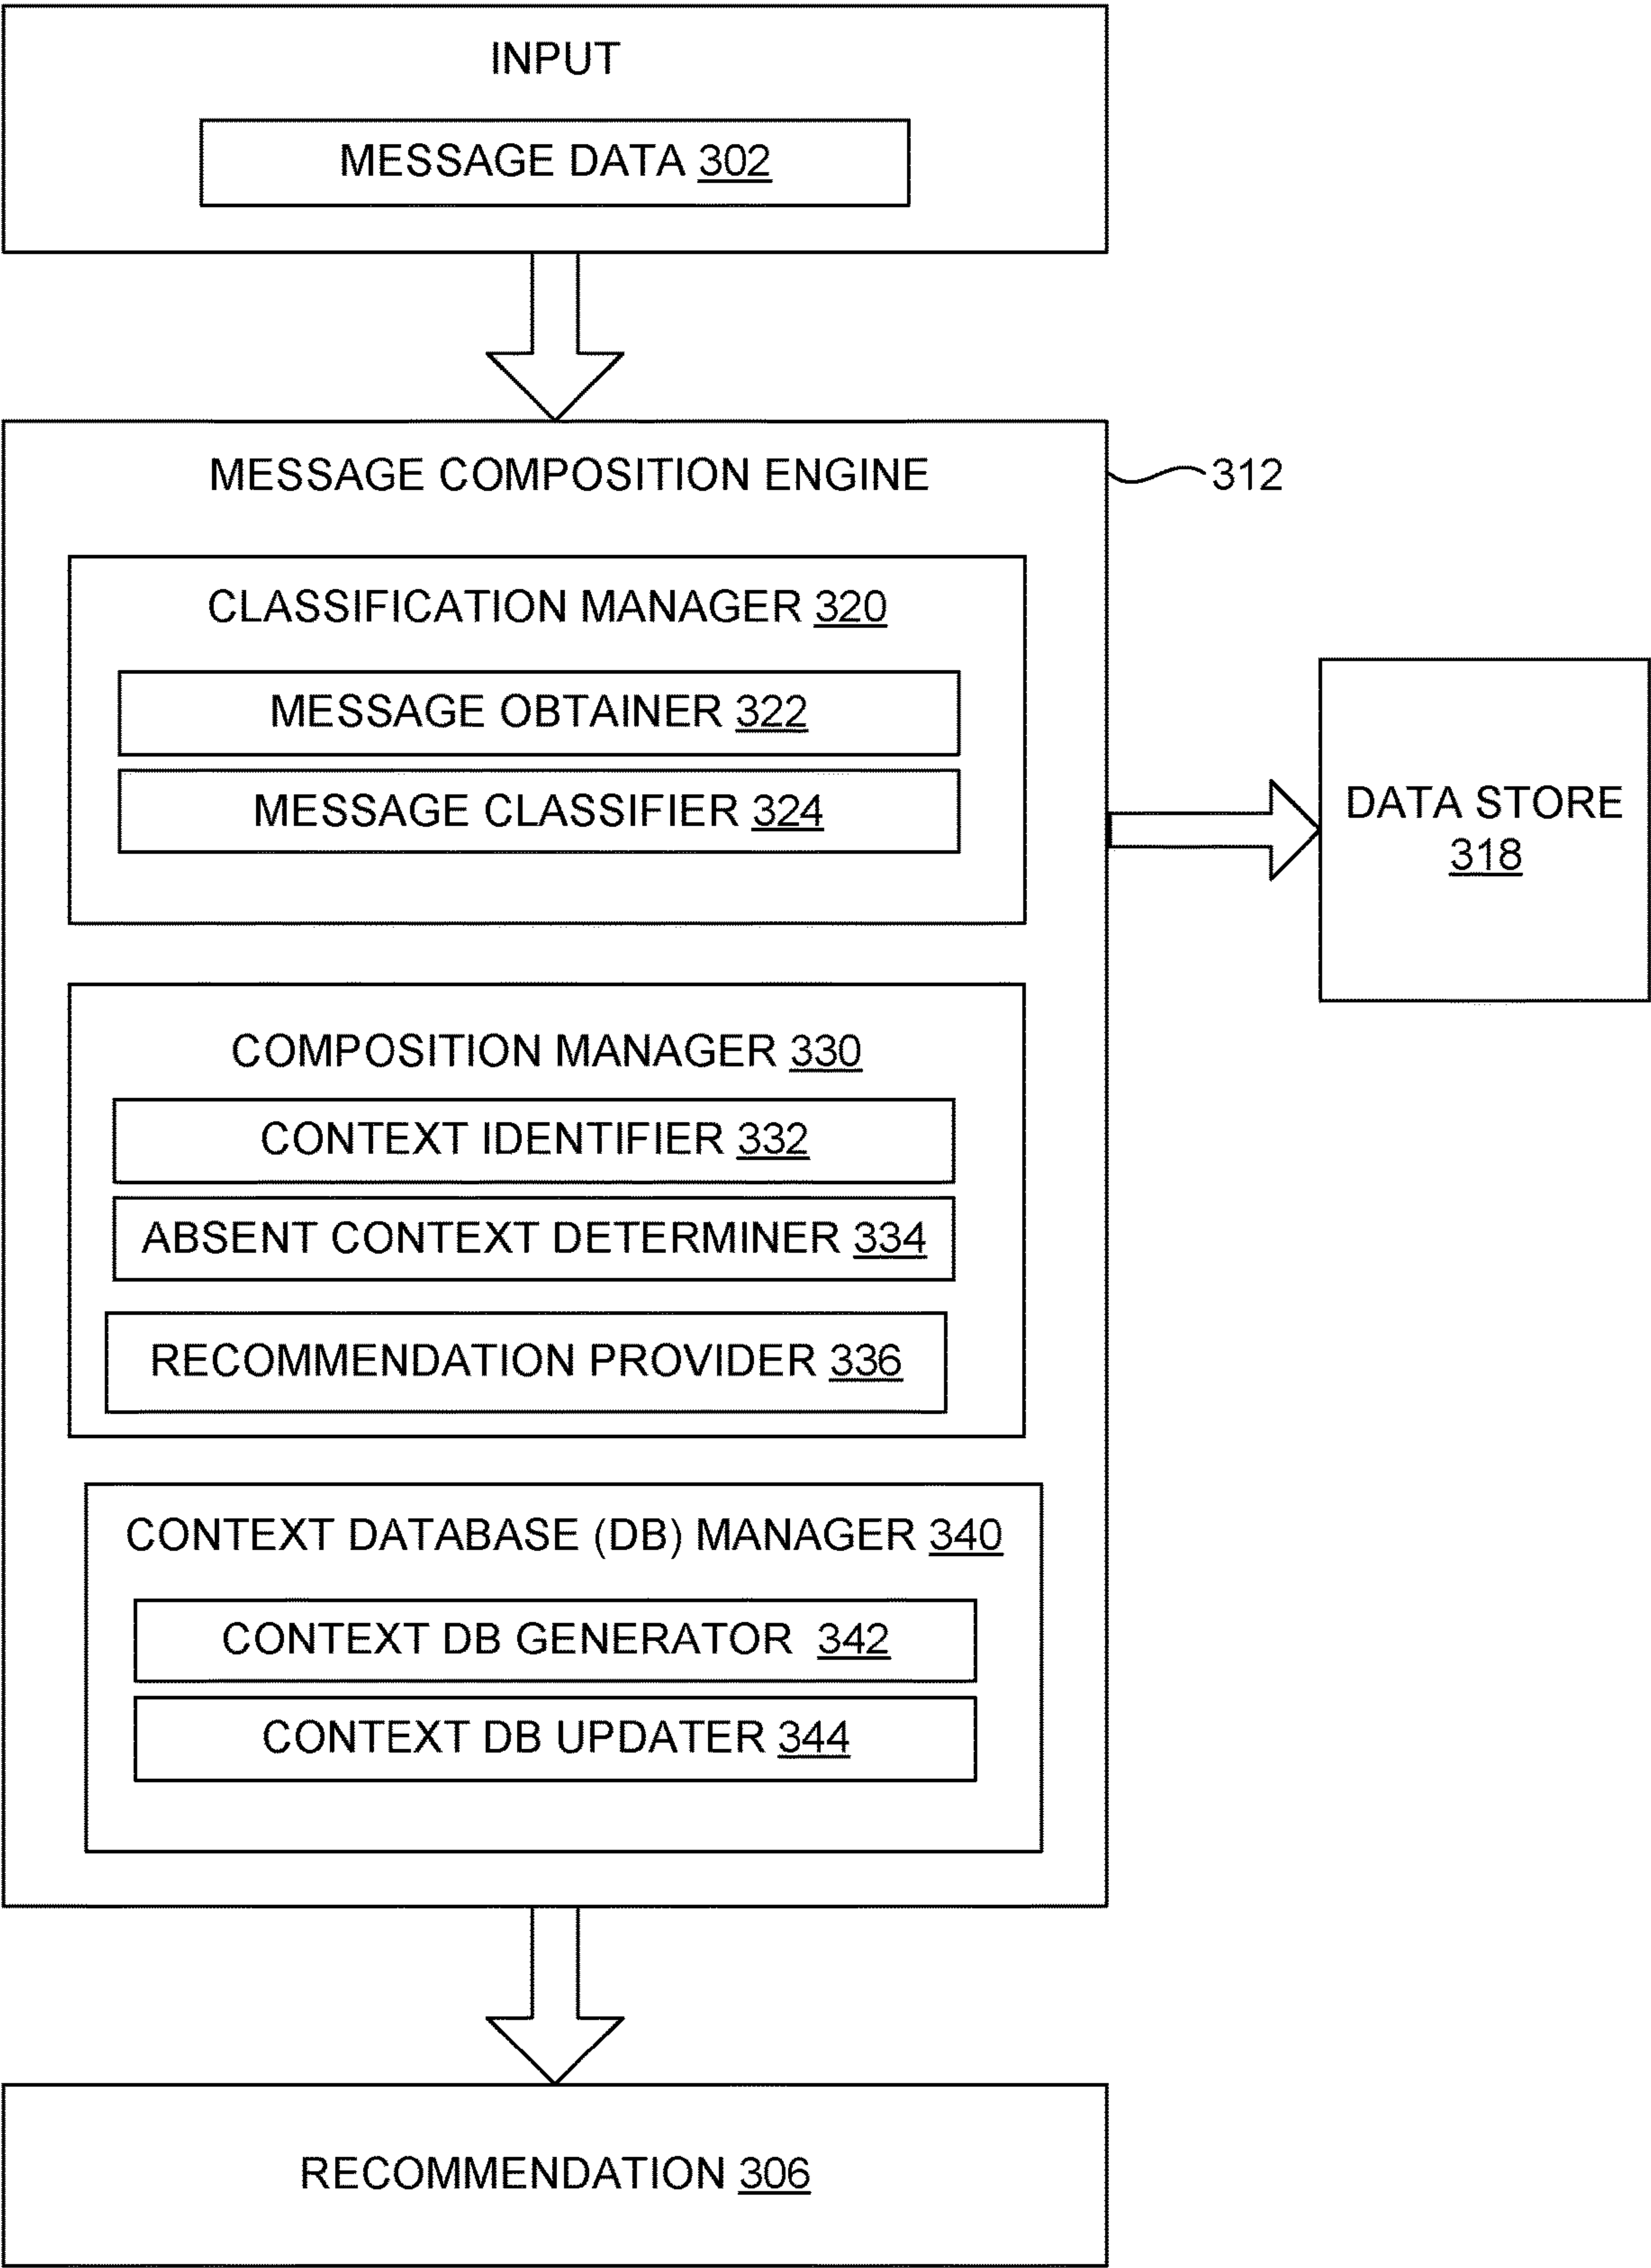 INPUT
MESSAGE DATA 302
MESSAGE COMPOSITION ENGINE
312
CLASSIFICATION MANAGER 320
MESSAGE OBTAINER 322
MESSAGE CLASSIFIER 324
DATA STORE
318
COMPOSITION MANAGER 330
CONTEXT IDENTIFIER 332
ABSENT CONTEXT DETERMINER 334
RECOMMENDATION PROVIDER 336
CONTEXT DATABASE (DB) MANAGER 340
CONTEXT DB GENERATOR 342
CONTEXT DB UPDATER 344
RECOMMENDATION 306